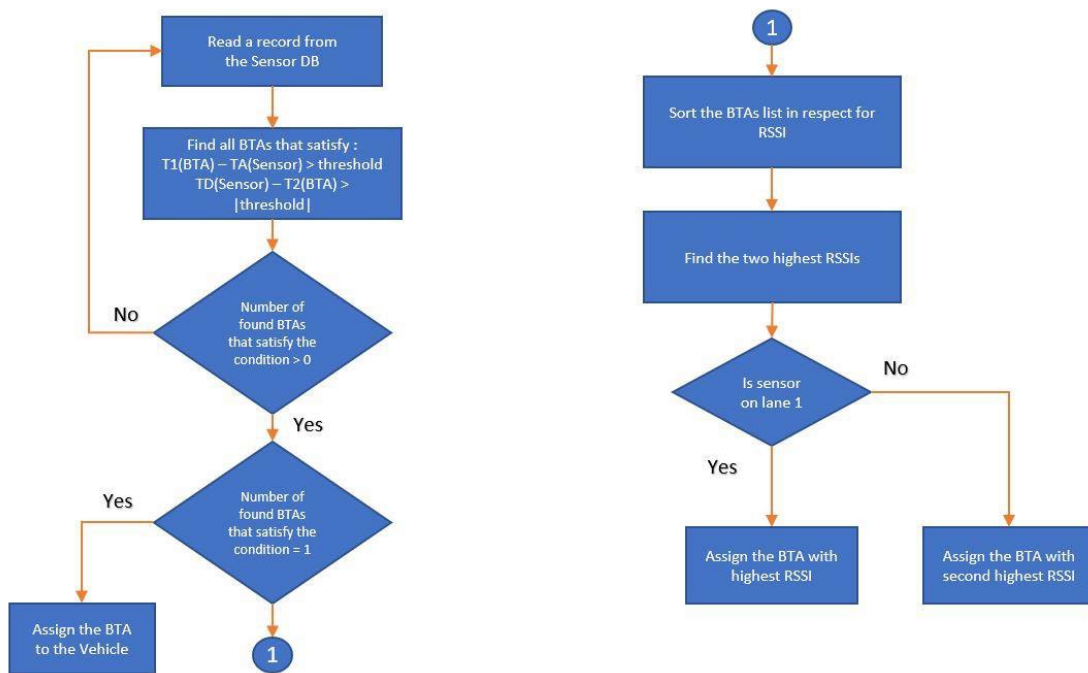 Read a record from
the Sensor DB
Find all BTAs that satisfy :
T1(BTA) – TA(Sensor) > threshold
TD(Sensor) – T2(BTA) >
|threshold|
Number of
found BTAs
that satisfy the
condition > 0
No
Yes
Number of
found BTAs
that satisfy the
condition = 1
Yes
Assign the BTA
to the Vehicle
1
1
Sort the BTAs list in respect for
RSSI
Find the two highest RSSIs
Is sensor
on lane 1
No
Yes
Assign the BTA with
highest RSSI
Assign the BTA with
second highest RSSI